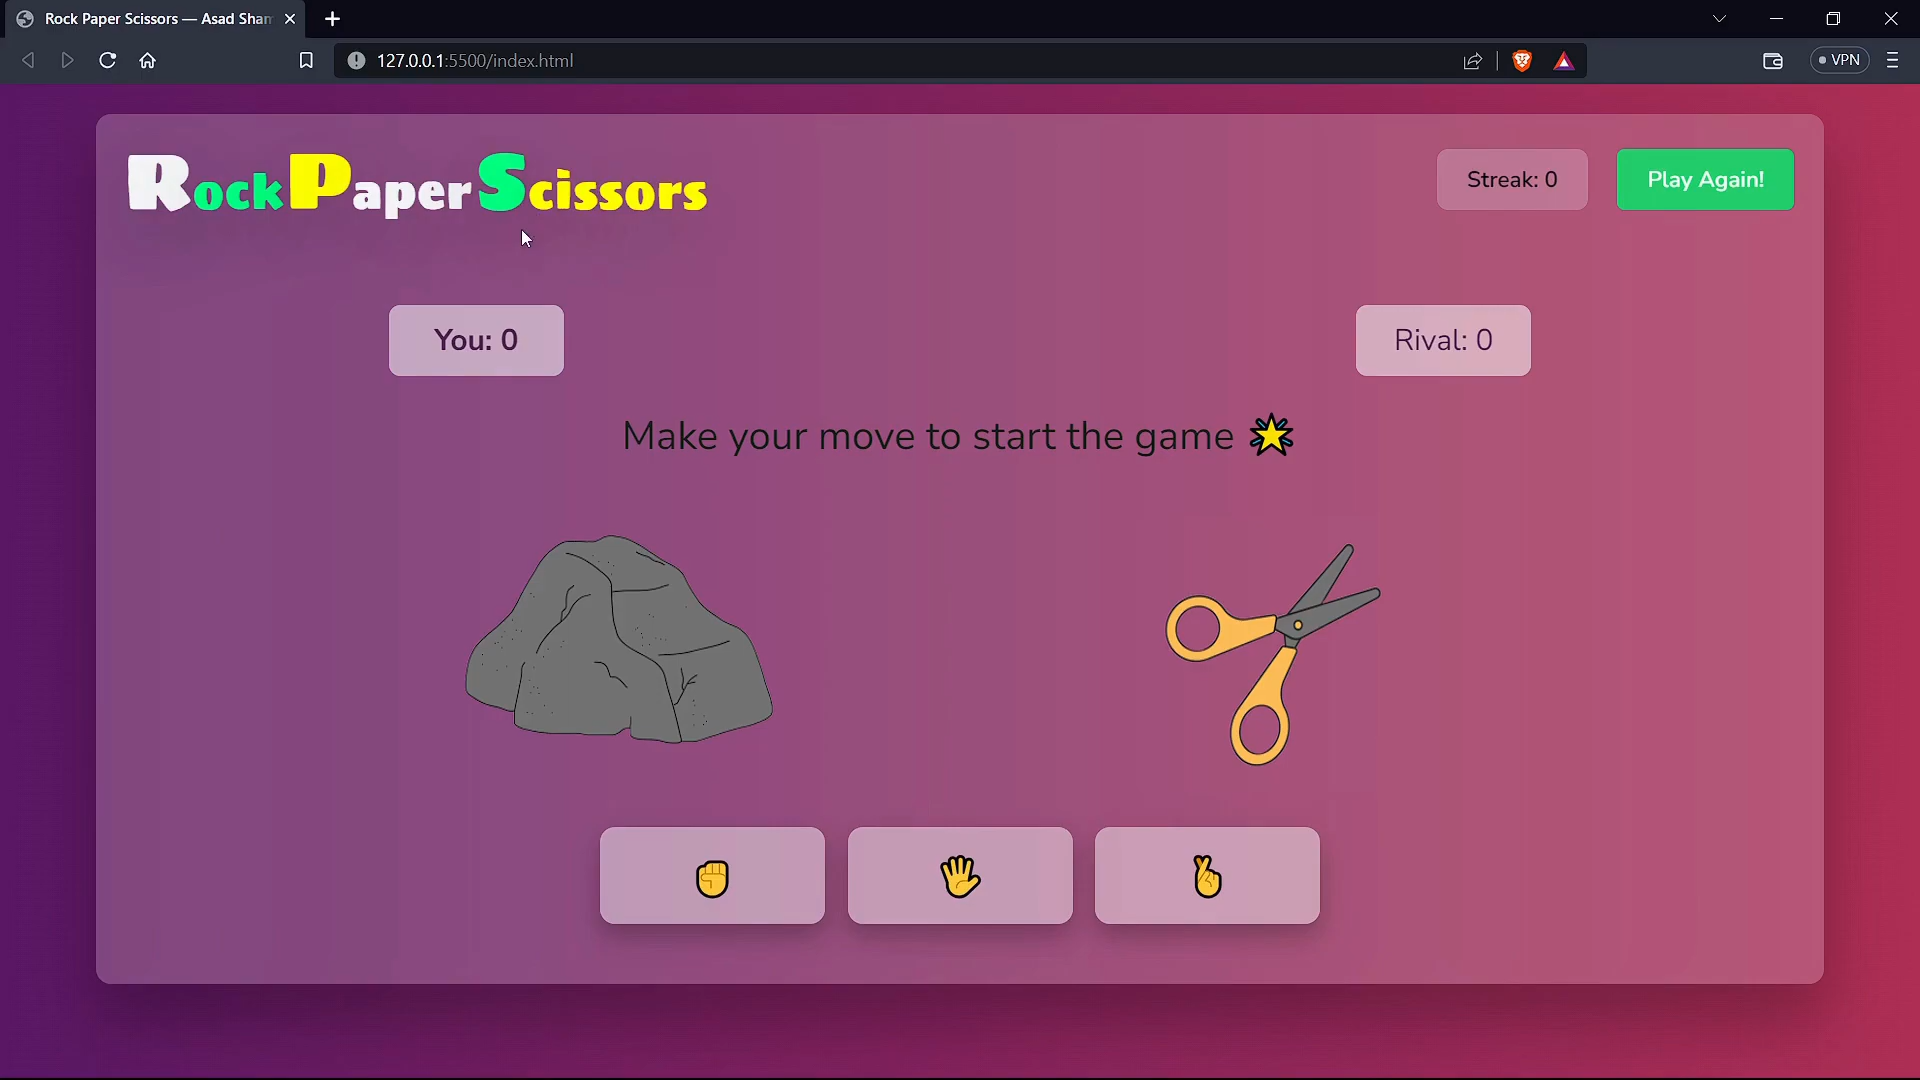 Rock Paper Scissors — Asad Sham
127.0.0.1:5500/index.html
VPN
RockPaperScissors
Streak: 0
Play Again!
You: 0
Rival: 0
Make your move to start the game